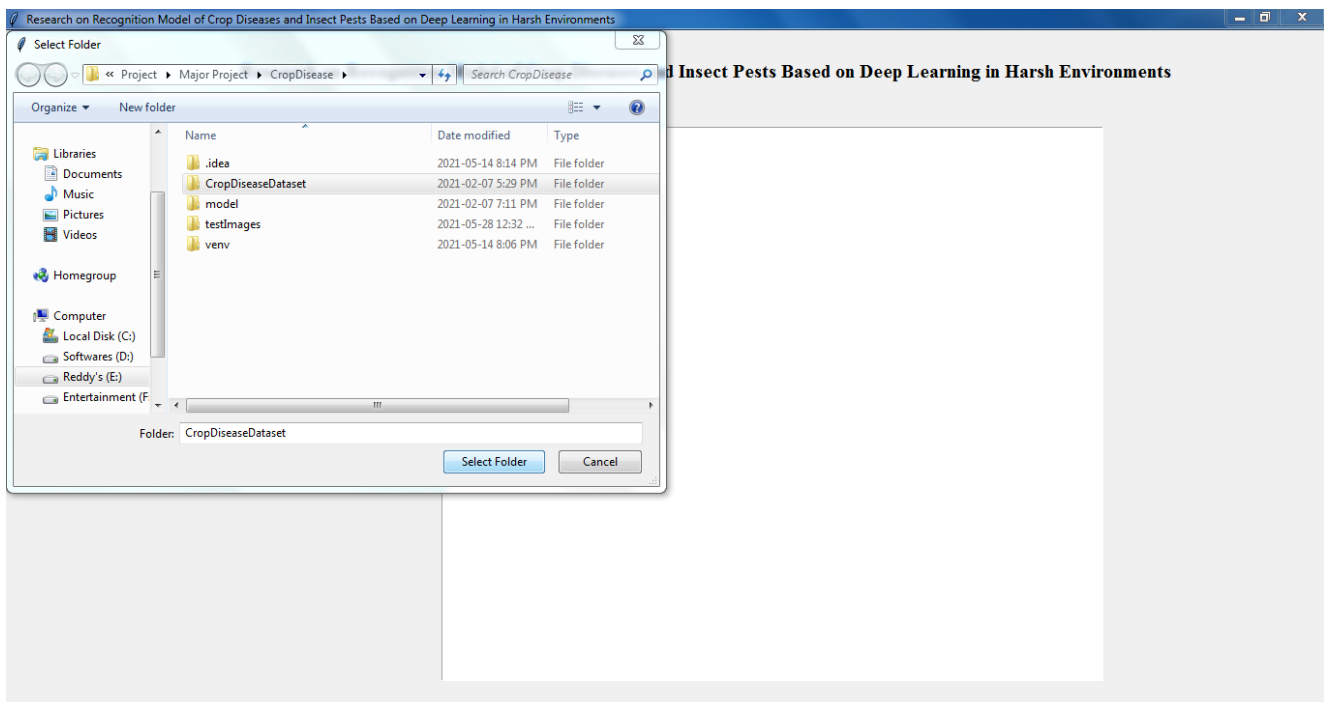 Research on Recognition Model of Crop Diseases and Insect Pests Based on Deep Learning in Harsh Environments
Select Folder
« Project Major Project CropDisease Search CropDisease
d Insect Pests Based on Deep Learning in Harsh Environments
Organize New folder
Name Date modified Type
Libraries
Documents
Music
Pictures
Videos
Homegroup
Computer
Local Disk (C:)
Softwares (D:)
Reddy's (E:)
Entertainment (F
.idea 2021-05-14 8:14 PM File folder
CropDiseaseDataset 2021-02-07 5:29 PM File folder
model 2021-02-07 7:11 PM File folder
testImages 2021-05-28 12:32 ... File folder
venv 2021-05-14 8:06 PM File folder
Folder: CropDiseaseDataset
Select Folder Cancel